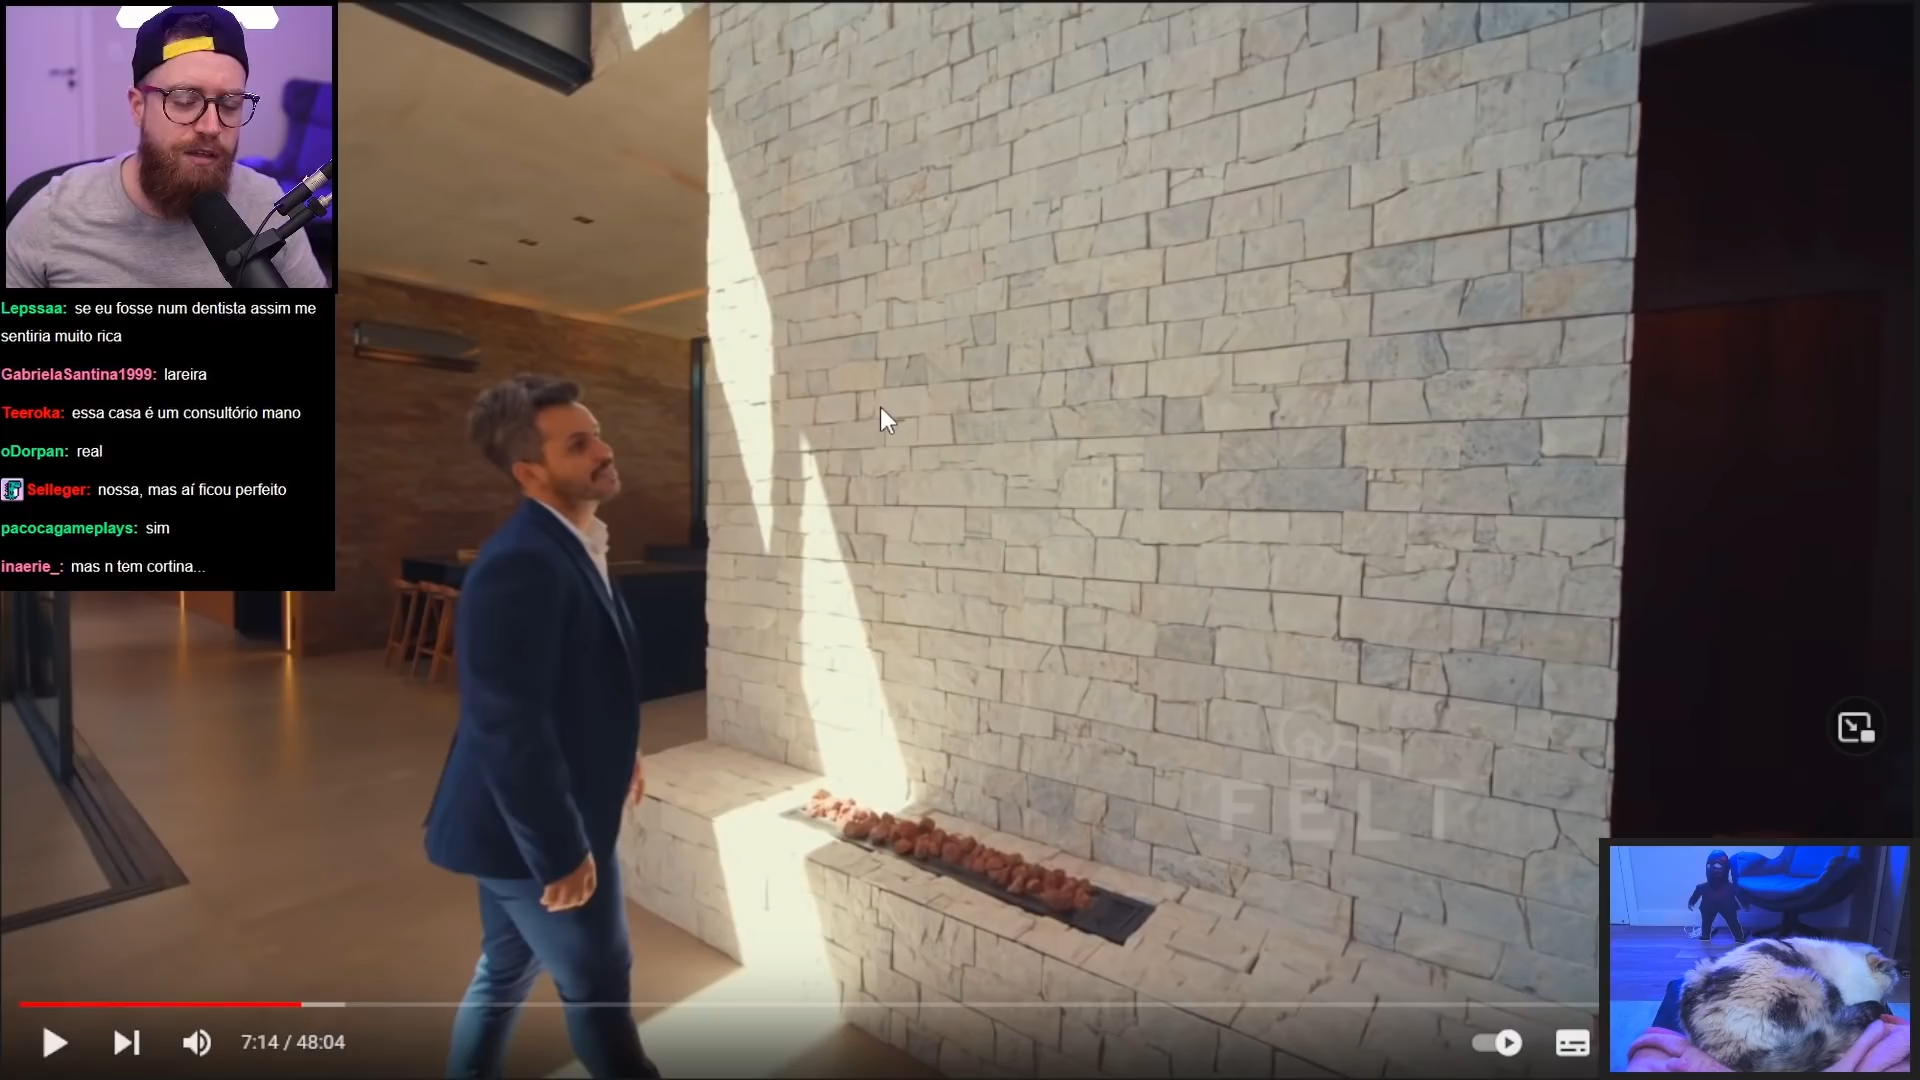 Lepssaa: se eu fosse num dentista assim me
sentiria muito rica
GabrielaSantina1999: lareira
Teeroka: essa casa é um consultório mano
oDorpan: real
Selleger: nossa, mas aí ficou perfeito
pacocagameplays: sim
inaerie_: mas n tem cortina...
FELT
7:14 / 48:04